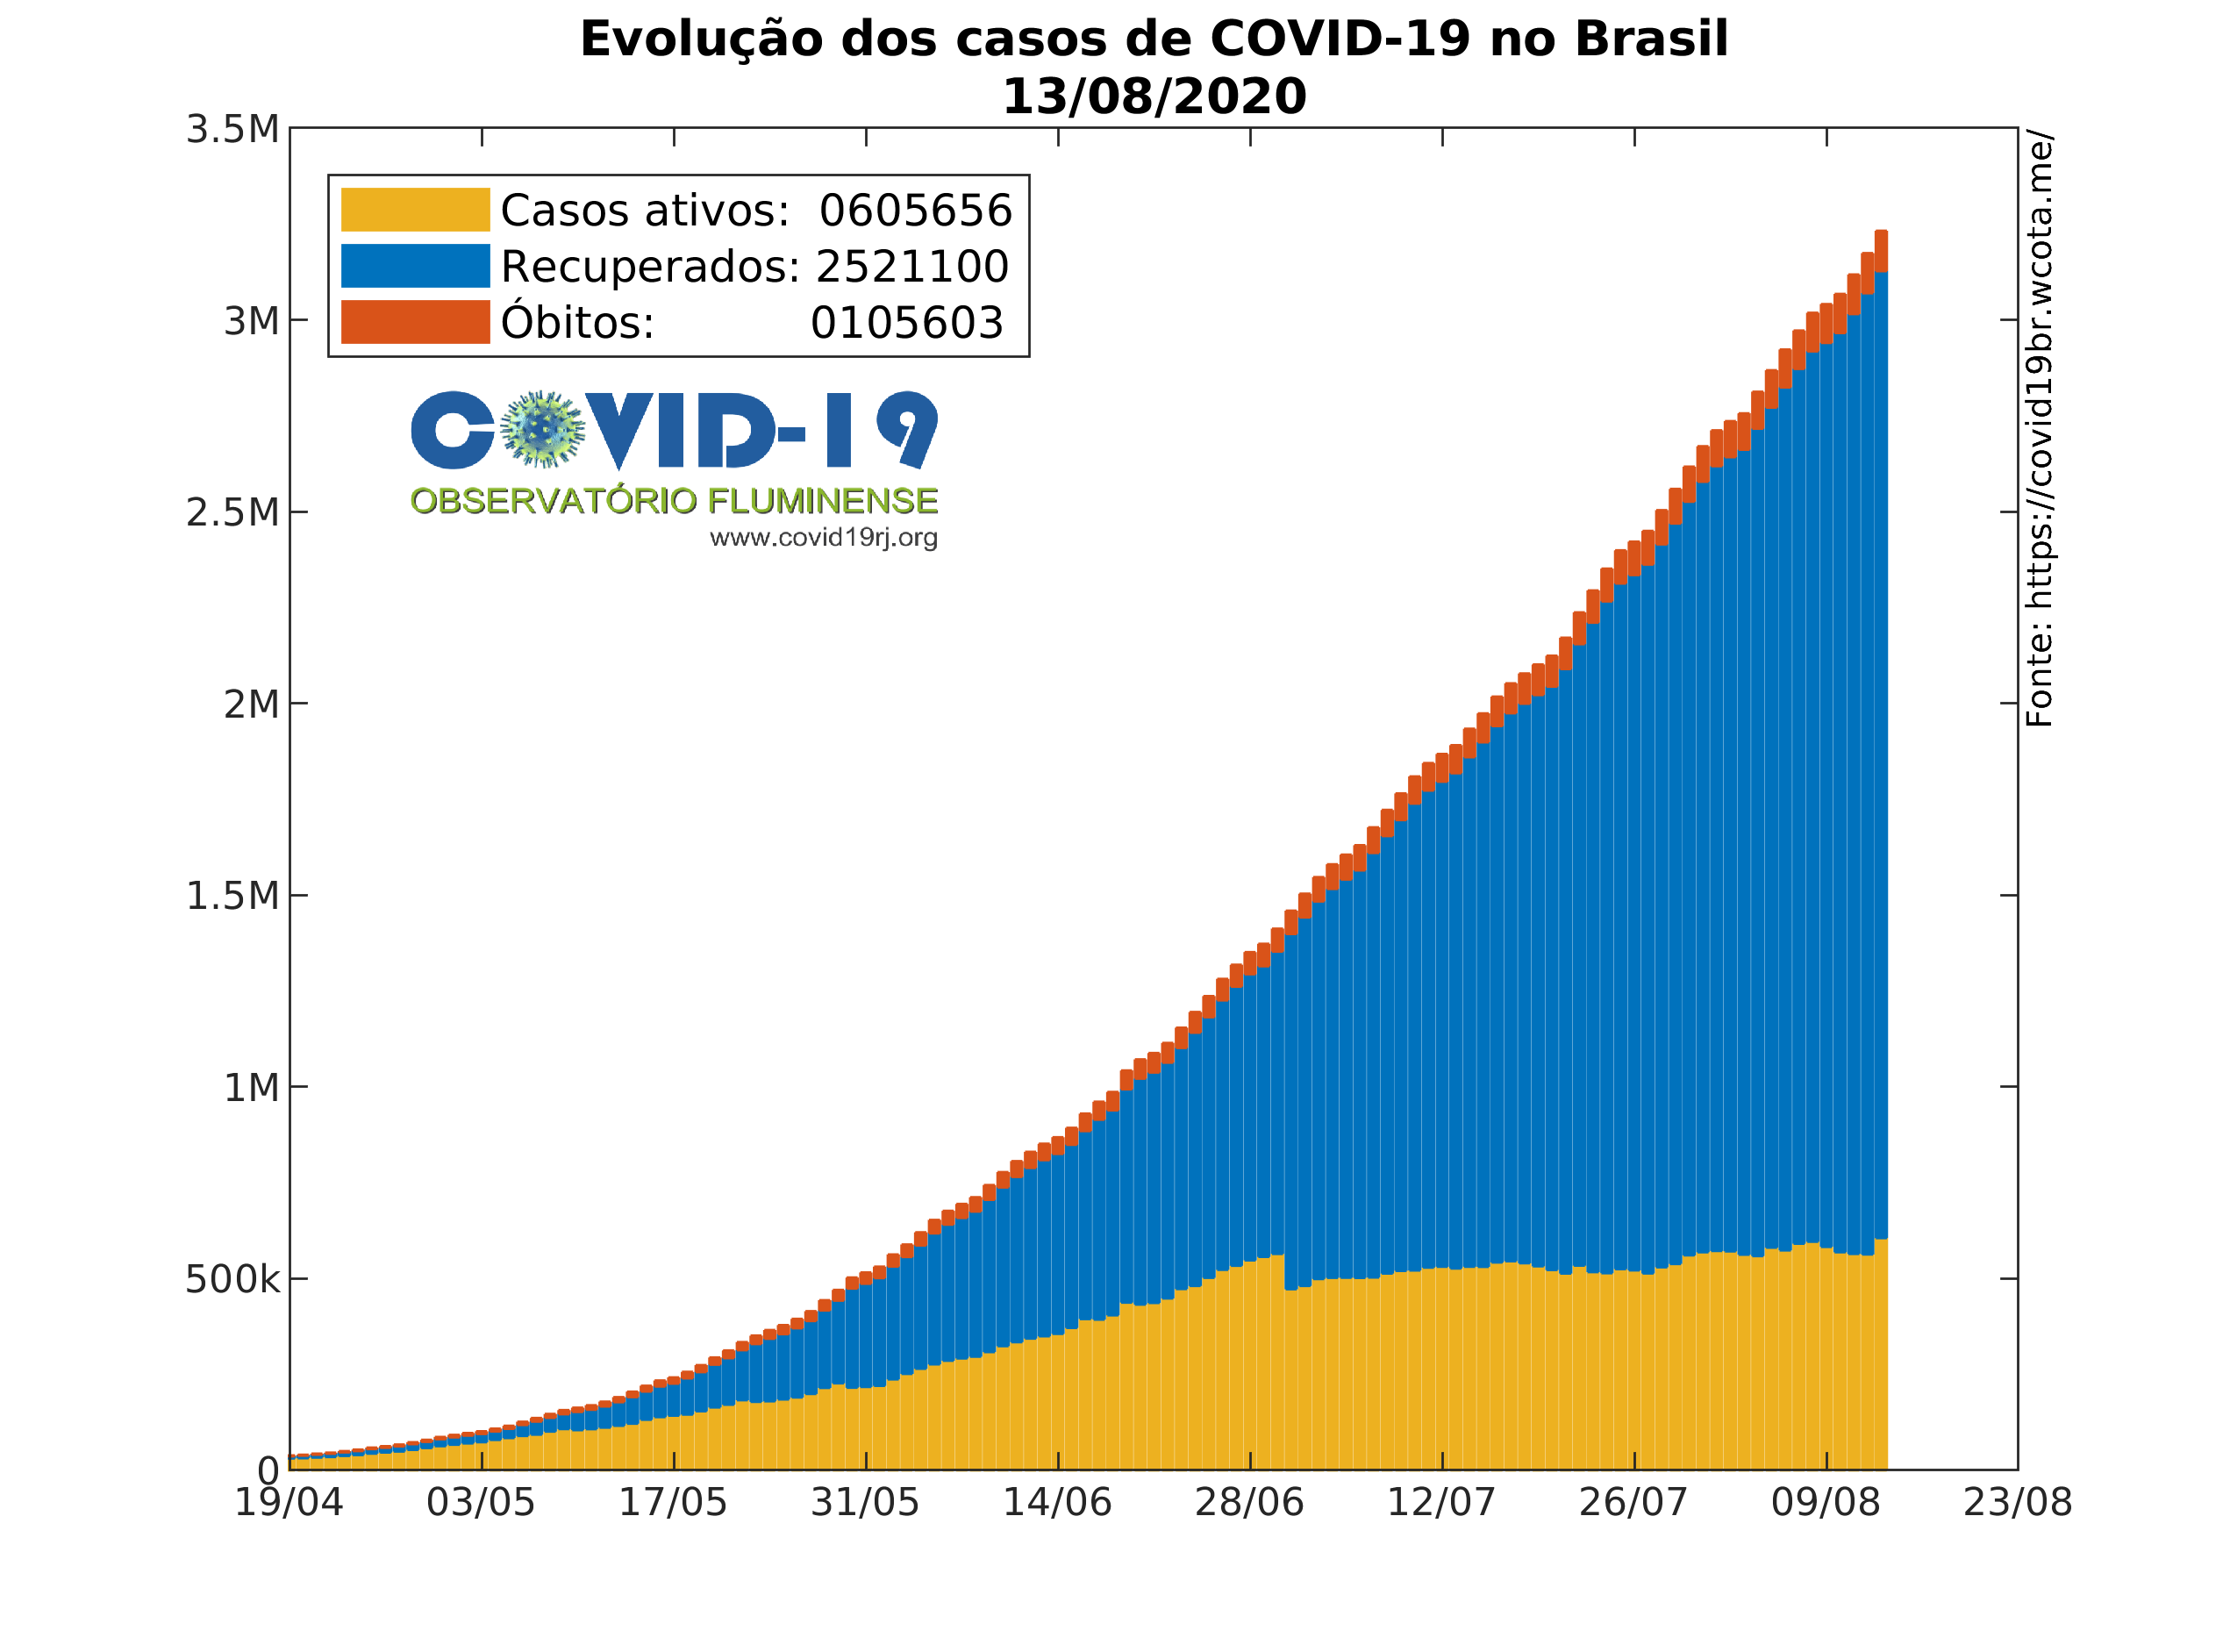 Evolução dos casos de COVID-19 no Brasil
13/08/2020
3.5M
3M
2.5M
2M
1.5M
1M
500k
0
Casos ativos: 0605656
Recuperados: 2521100
Óbitos: 0105603
COVID-19
OBSERVATÓRIO FLUMINENSE
www.covid19rj.org
Fonte: https://covid19br.wcota.me/
19/04 03/05 17/05 31/05 14/06 28/06 12/07 26/07 09/08 23/08